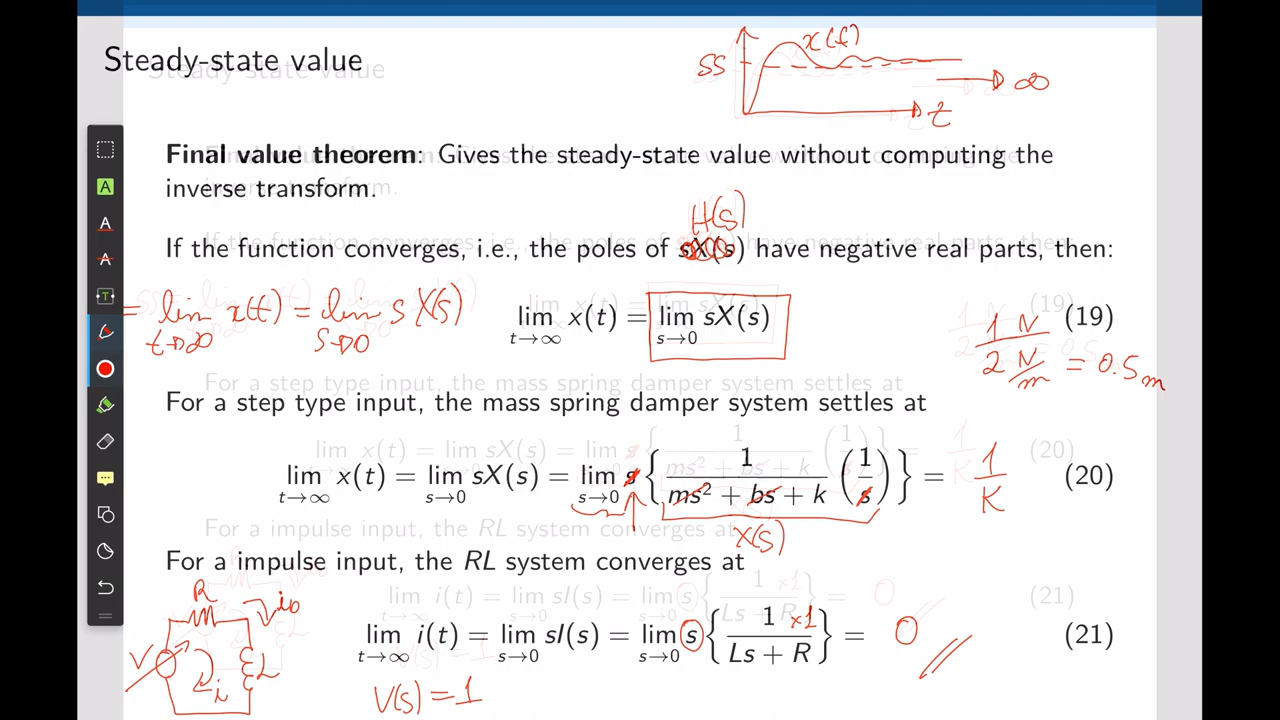 Steady-state value
x(t)
SS
∞
t
Final value theorem: Gives the steady-state value without computing the
inverse transform.
H(s)
If the function converges, i.e., the poles of sX(s) have negative real parts, then:
= lim t→∞ x(t) = lim s→0 s X(s)
lim t→∞ x(t) = lim s→0 sX(s) (19)
1 N / 2 N/m = 0.5 m
For a step type input, the mass spring damper system settles at
lim t→∞ x(t) = lim s→0 sX(s) = lim s→0 s { 1 / (ms² + bs + k) (1/s) } = 1/K (20)
X(s)
For a impulse input, the RL system converges at
R
i₀
V
i
L
lim t→∞ i(t) = lim s→0 sI(s) = lim s→0 s { 1 ×1 / (Ls + R) } = 0 (21)
V(s) = 1